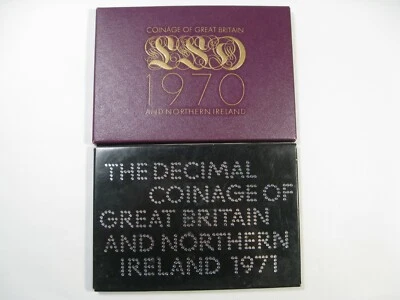 COINAGE OF GREAT BRITAIN
LSD
1970
AND NORTHERN IRELAND
THE DECIMAL
COINAGE OF
GREAT BRITAIN
AND NORTHERN
IRELAND 1971